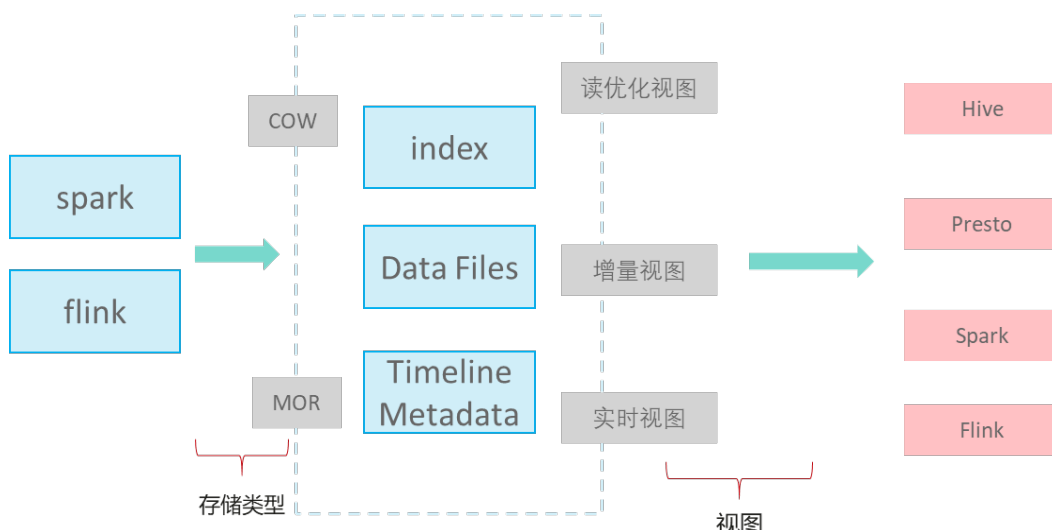 spark
flink
COW
MOR
存储类型
index
Data Files
Timeline
Metadata
读优化视图
增量视图
实时视图
视图
Hive
Presto
Spark
Flink